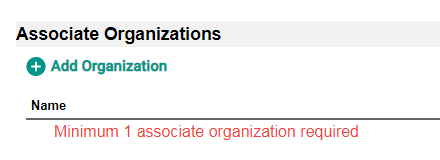 Associate Organizations
Add Organization
Name
Minimum 1 associate organization required